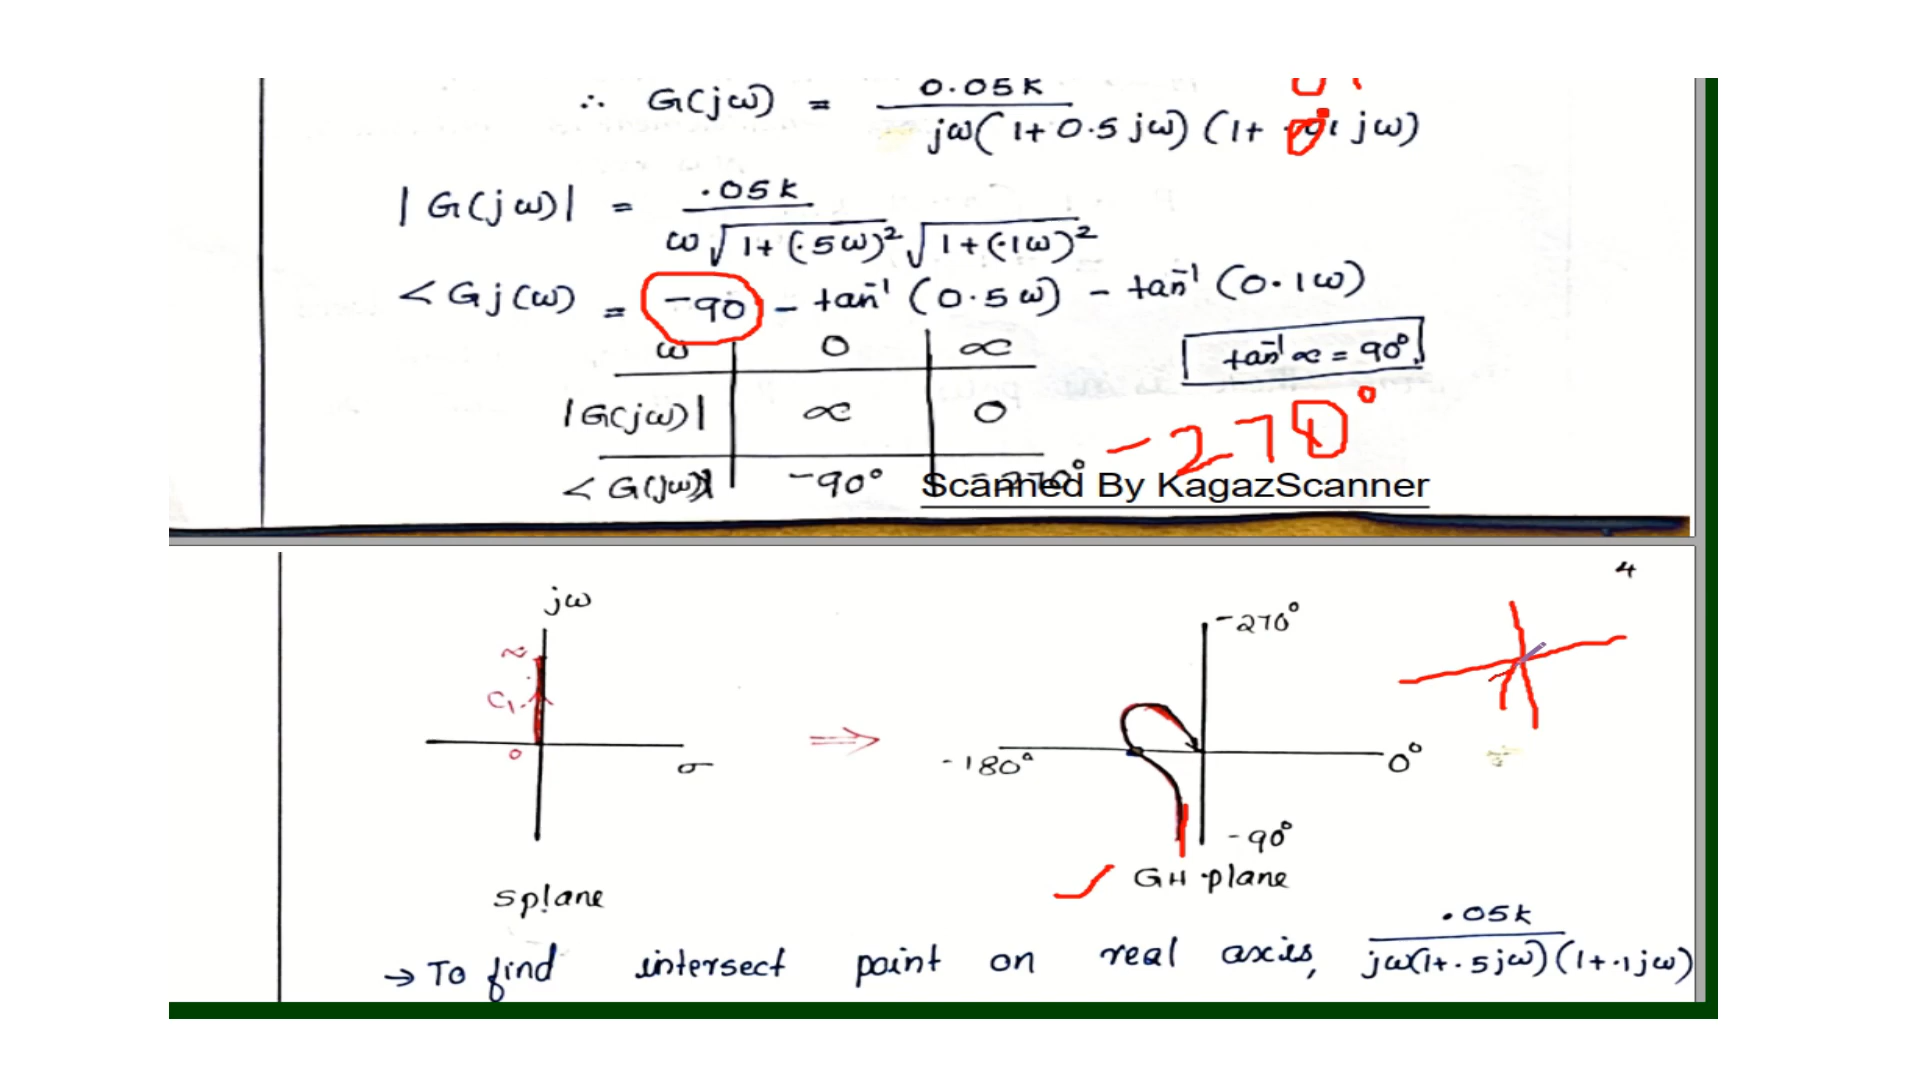 ∴ G(jω) = 0.05K / jω(1+0.5jω)(1+0.1jω)
|G(jω)| = .05K / ω√1+(.5ω)² √1+(.1ω)²
<Gj(ω) = -90 - tan⁻¹(0.5ω) - tan⁻¹(0.1ω)
ω 0 ∝
tan⁻¹∝ = 90°
|G(jω)| ∝ 0
-270°
<G(jω) -90° -270°
Scanned By KagazScanner
4
jω
∝
C₁
0
σ
S plane
⇒
-270°
-180°
0°
-90°
GH-plane
→ To find intersect point on real axis, .05K / jω(1+.5jω)(1+.1jω)